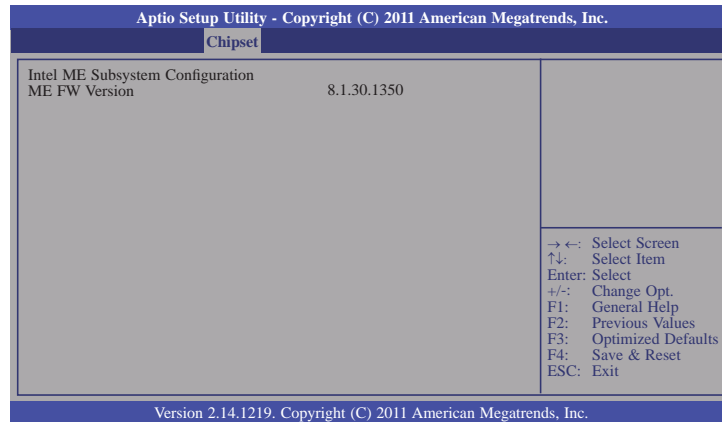 Aptio Setup Utility - Copyright (C) 2011 American Megatrends, Inc.
Chipset
Intel ME Subsystem Configuration
ME FW Version 8.1.30.1350
→ ←: Select Screen
↑↓: Select Item
Enter: Select
+/-: Change Opt.
F1: General Help
F2: Previous Values
F3: Optimized Defaults
F4: Save & Reset
ESC: Exit
Version 2.14.1219. Copyright (C) 2011 American Megatrends, Inc.